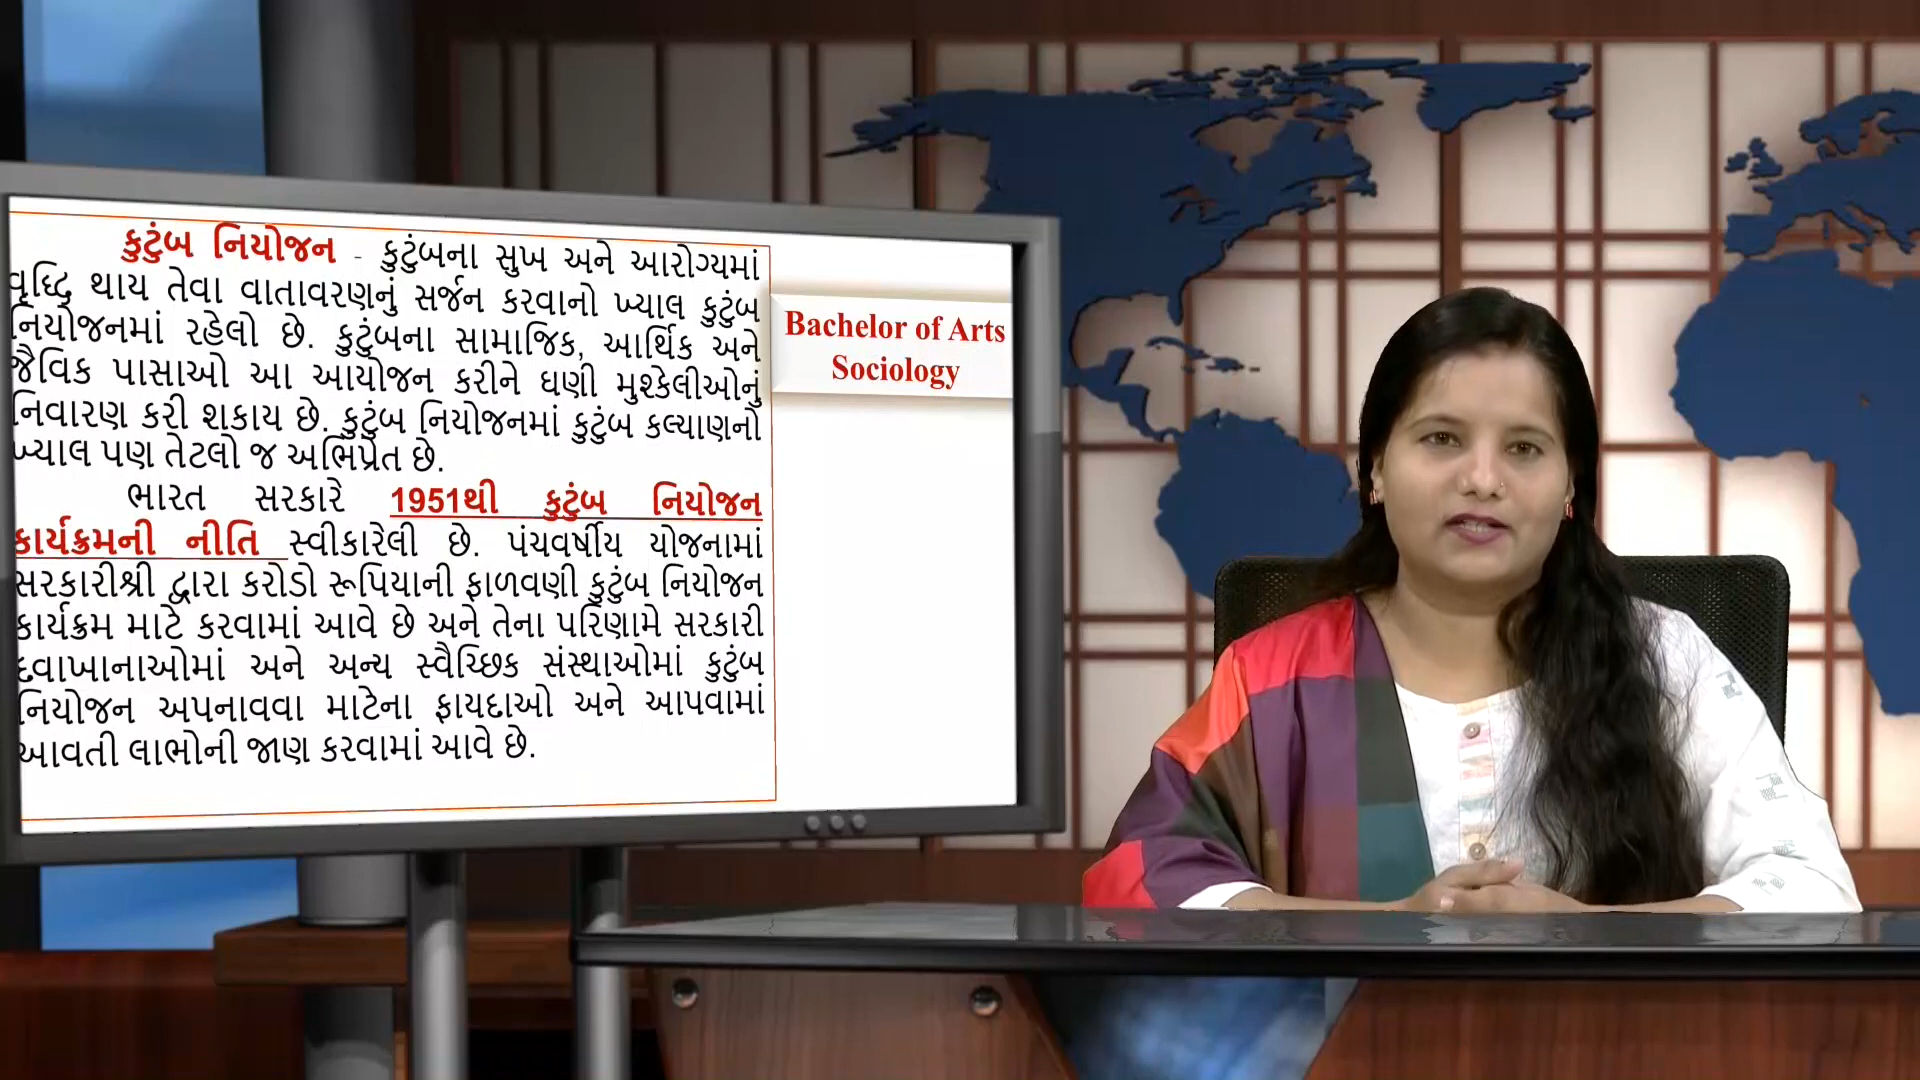 કુટુંબ નિયોજન - કુટુંબના સુખ અને આરોગ્યમાં
વૃધ્ધિ થાય તેવા વાતાવરણનું સર્જન કરવાનો ખ્યાલ કુટુંબ
નિયોજનમાં રહેલો છે. કુટુંબના સામાજિક, આર્થિક અને
જૈવિક પાસાઓ આ આયોજન કરીને ઘણી મુશ્કેલીઓનું
નિવારણ કરી શકાય છે. કુટુંબ નિયોજનમાં કુટુંબ કલ્યાણનો
ખ્યાલ પણ તેટલો જ અભિપ્રેત છે.
ભારત સરકારે 1951થી કુટુંબ નિયોજન
કાર્યક્રમની નીતિ સ્વીકારેલી છે. પંચવર્ષીય યોજનામાં
સરકારીશ્રી દ્વારા કરોડો રૂપિયાની ફાળવણી કુટુંબ નિયોજન
કાર્યક્રમ માટે કરવામાં આવે છે અને તેના પરિણામે સરકારી
દવાખાનાઓમાં અને અન્ય સ્વૈચ્છિક સંસ્થાઓમાં કુટુંબ
નિયોજન અપનાવવા માટેના ફાયદાઓ અને આપવામાં
આવતી લાભોની જાણ કરવામાં આવે છે.
Bachelor of Arts
Sociology